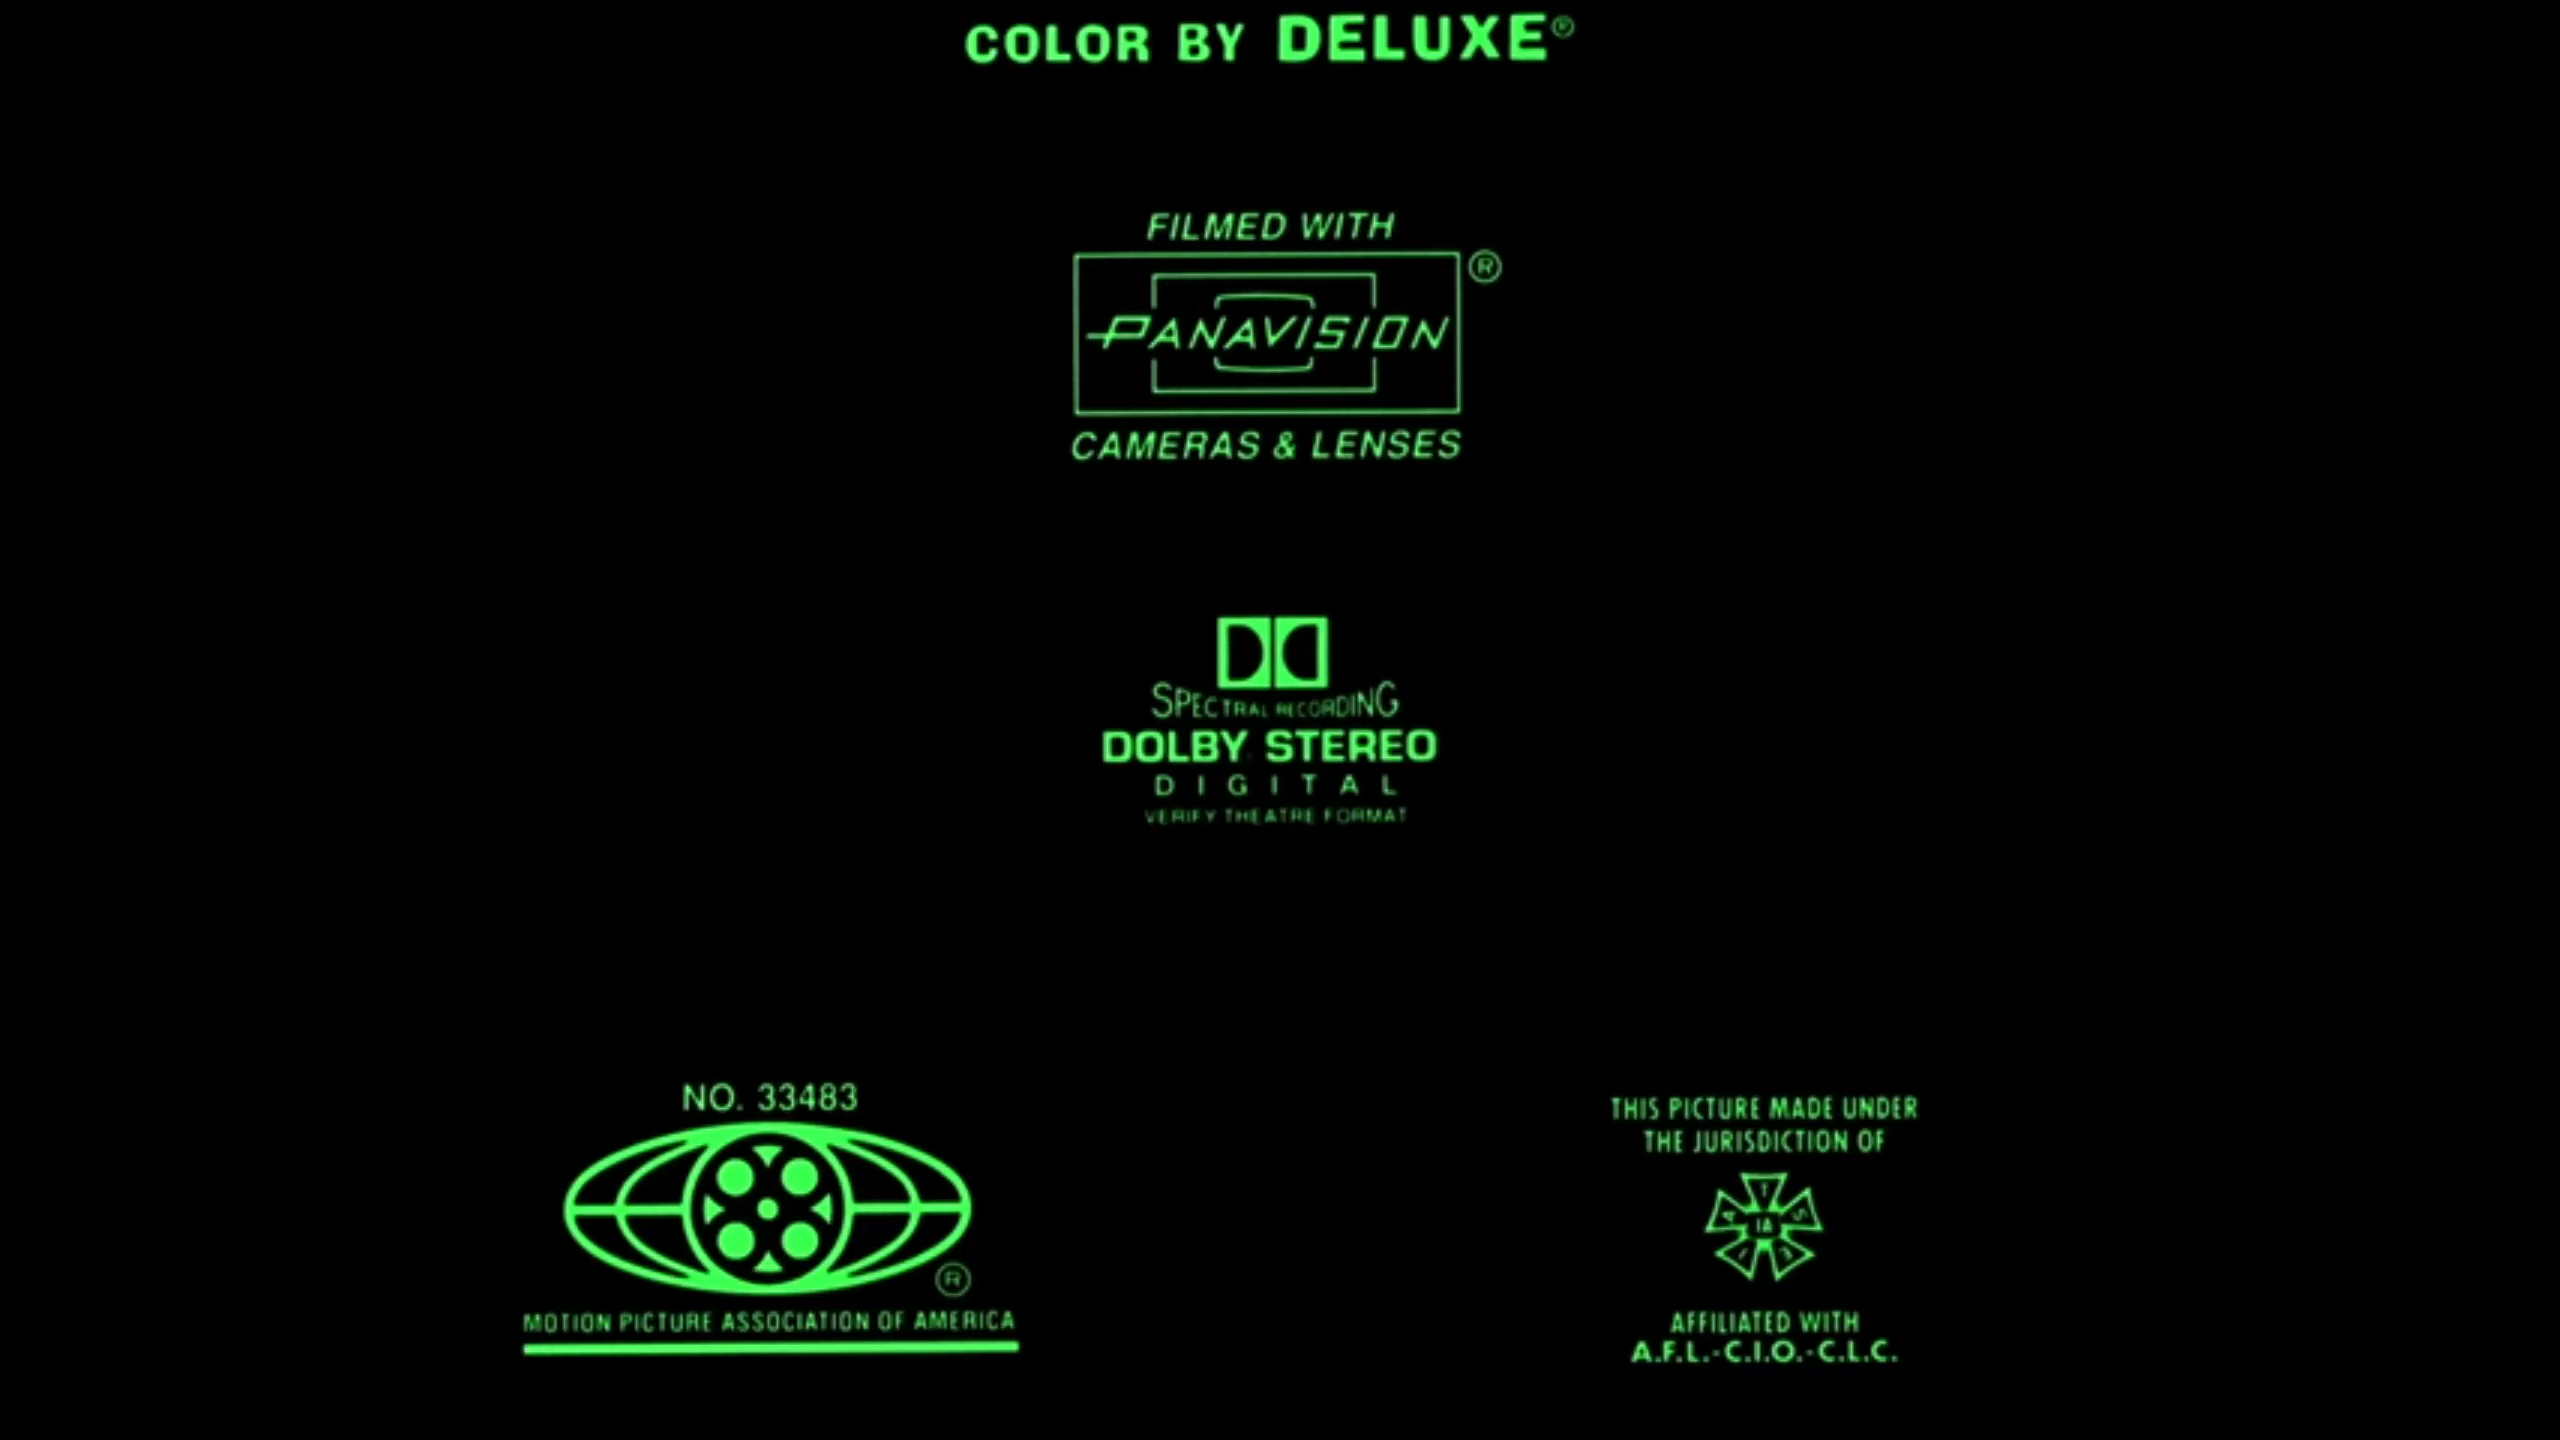 COLOR BY DELUXE®
FILMED WITH
PANAVISION®
CAMERAS & LENSES
SPECTRAL RECORDING
DOLBY STEREO
DIGITAL
VERIFY THEATRE FORMAT
NO. 33483
®
MOTION PICTURE ASSOCIATION OF AMERICA
THIS PICTURE MADE UNDER
THE JURISDICTION OF
IA T S E I A
AFFILIATED WITH
A.F.L.-C.I.O.-C.L.C.